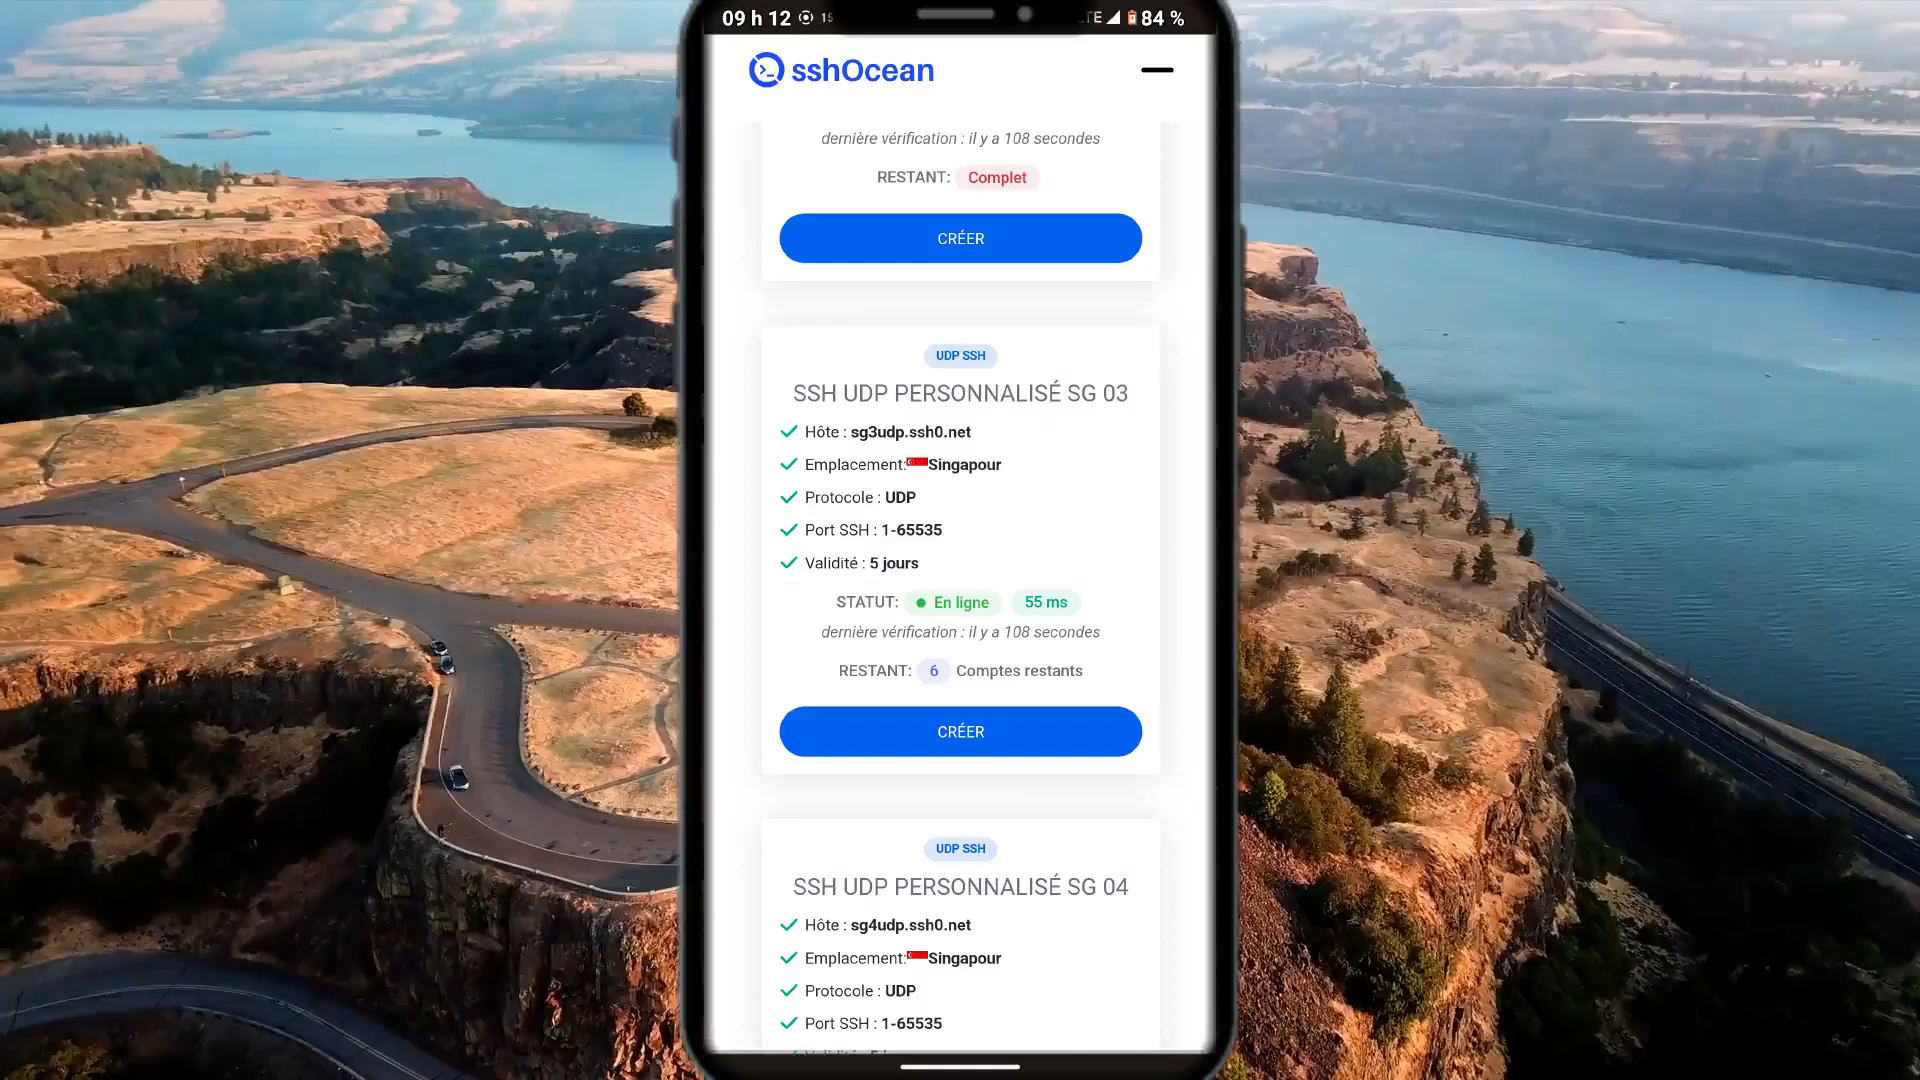 09 h 12 15 TE 84 %
sshOcean
dernière vérification : il y a 108 secondes
RESTANT: Complet
CRÉER
UDP SSH
SSH UDP PERSONNALISÉ SG 03
Hôte : sg3udp.ssh0.net
Emplacement: Singapour
Protocole : UDP
Port SSH : 1-65535
Validité : 5 jours
STATUT: En ligne 55 ms
dernière vérification : il y a 108 secondes
RESTANT: 6 Comptes restants
CRÉER
UDP SSH
SSH UDP PERSONNALISÉ SG 04
Hôte : sg4udp.ssh0.net
Emplacement: Singapour
Protocole : UDP
Port SSH : 1-65535